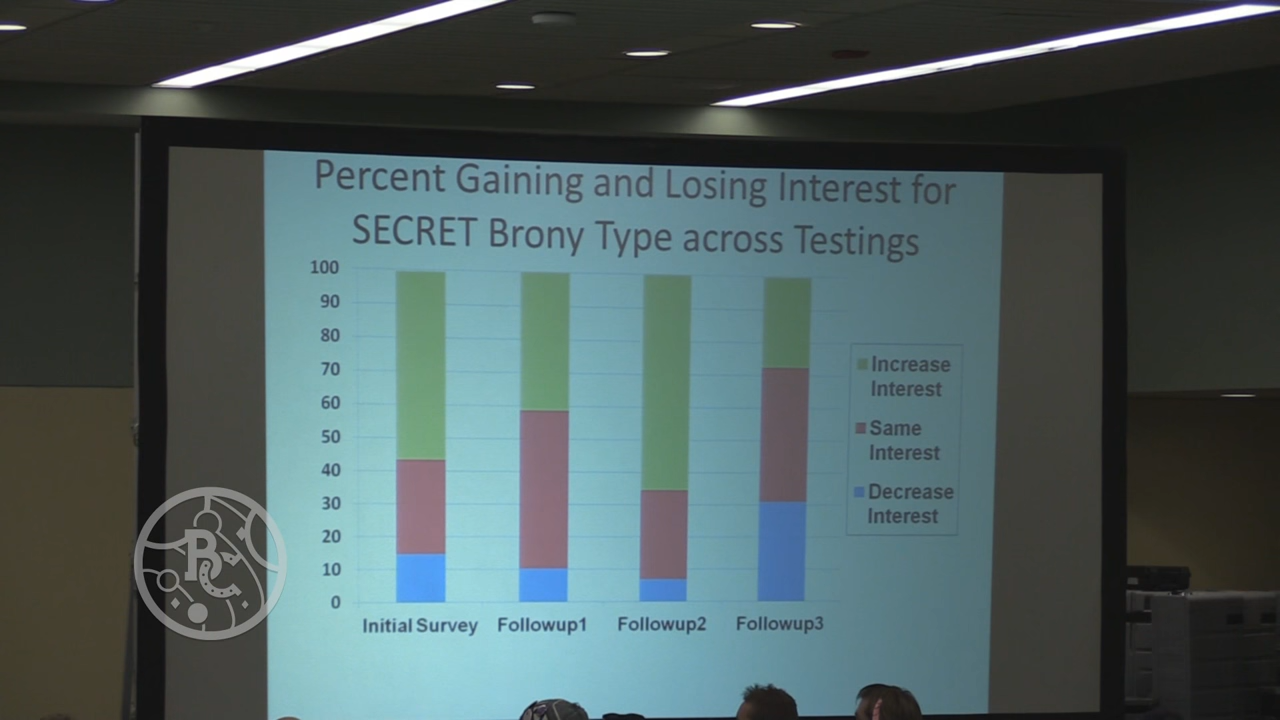 Percent Gaining and Losing Interest for
SECRET Brony Type across Testings
100
90
80
70
60
50
40
30
20
10
0
Initial Survey Followup1 Followup2 Followup3
Increase
Interest
Same
Interest
Decrease
Interest
BC